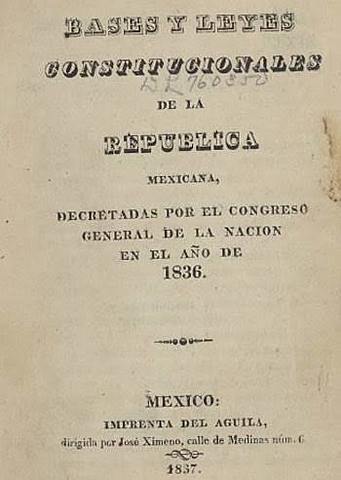 BASES Y LEYES
CONSTITUCIONALES
DE LA
REPUBLICA
MEXICANA,
DECRETADAS POR EL CONGRESO
GENERAL DE LA NACION
EN EL AÑO DE
1836.
MEXICO:
IMPRENTA DEL AGUILA,
dirigida por José Ximeno, calle de Medinas núm. 6
1837.